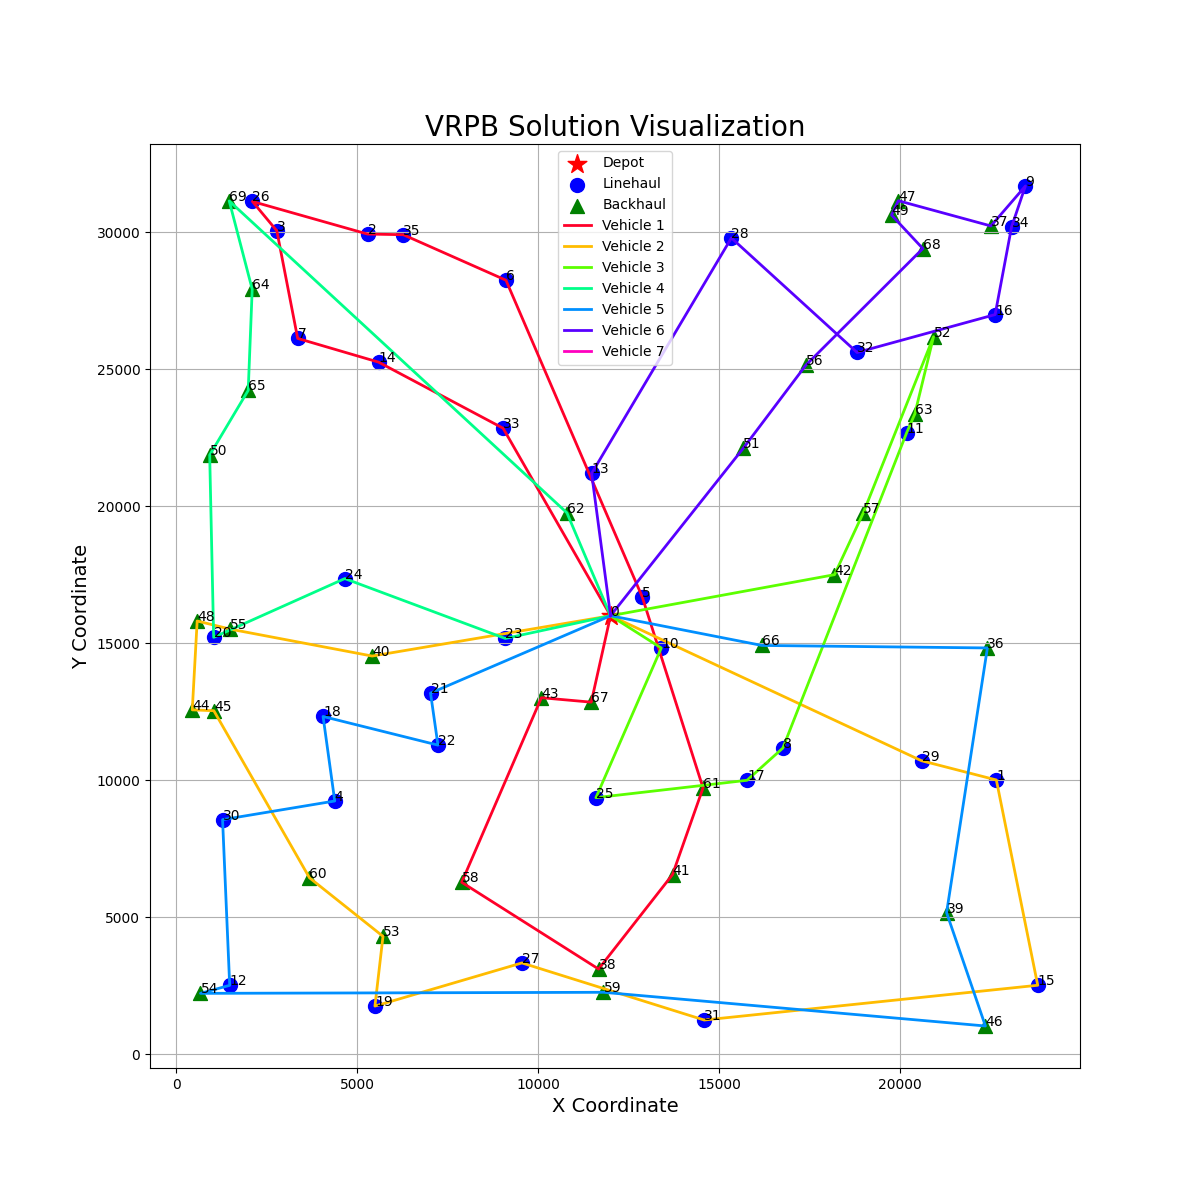 VRPB Solution Visualization
Depot
Linehaul
Backhaul
Vehicle 1
Vehicle 2
Vehicle 3
Vehicle 4
Vehicle 5
Vehicle 6
Vehicle 7
Y Coordinate
30000
25000
20000
15000
10000
5000
0
69 26 3 2 35 6 28 47 49 37 9 34 68
64 7 14 33 65 50 32 16 52 56 63 11 51
13 62 57 42 24 5 0 48 20 55 23 40 10 66 36
44 45 21 18 22 43 67 8 29 1
30 4 25 61 17 60 58 41 53 39
54 12 19 27 38 59 31 15 46
0 5000 10000 15000 20000
X Coordinate